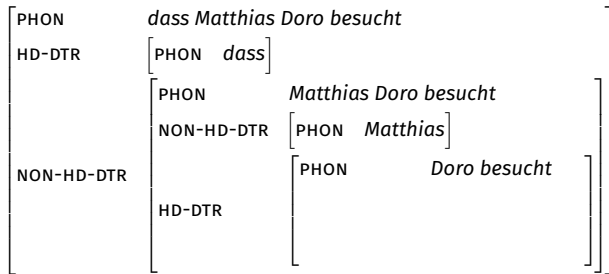 PHON dass Matthias Doro besucht
HD-DTR [PHON dass]
PHON Matthias Doro besucht
NON-HD-DTR [PHON Matthias]
NON-HD-DTR
PHON Doro besucht
HD-DTR